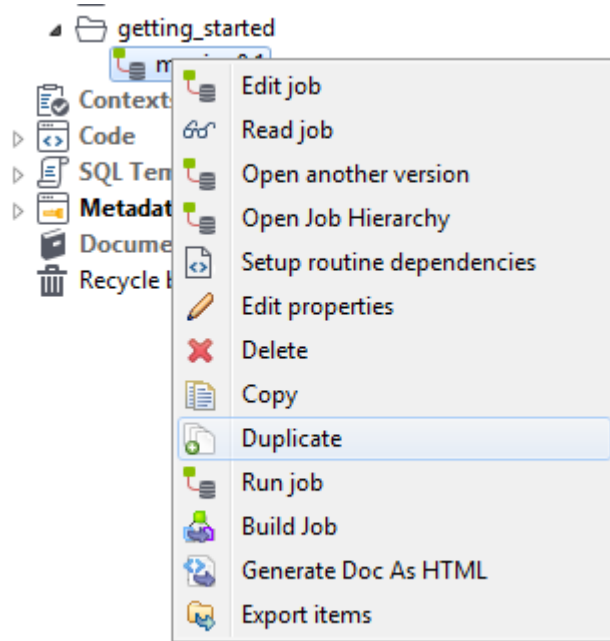 getting_started
Edit job
Context
Read job
Code
Open another version
SQL Tem
Open Job Hierarchy
Metadat
Setup routine dependencies
Docume
Edit properties
Recycle
Delete
Copy
Duplicate
Run job
Build Job
Generate Doc As HTML
Export items